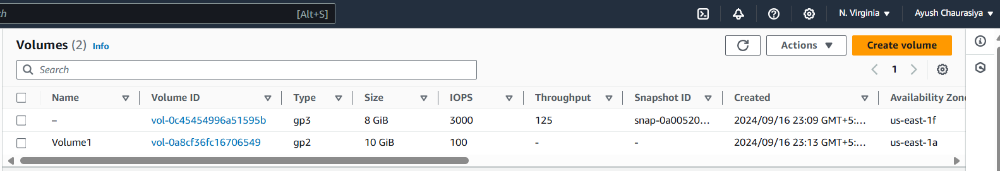 ch [Alt+S] N. Virginia Ayush Chaurasiya
Volumes (2) Info Actions Create volume
Search 1
Name Volume ID Type Size IOPS Throughput Snapshot ID Created Availability Zone
– vol-0c45454996a51595b gp3 8 GiB 3000 125 snap-0a00520... 2024/09/16 23:09 GMT+5:... us-east-1f
Volume1 vol-0a8cf36fc16706549 gp2 10 GiB 100 - - 2024/09/16 23:13 GMT+5:... us-east-1a